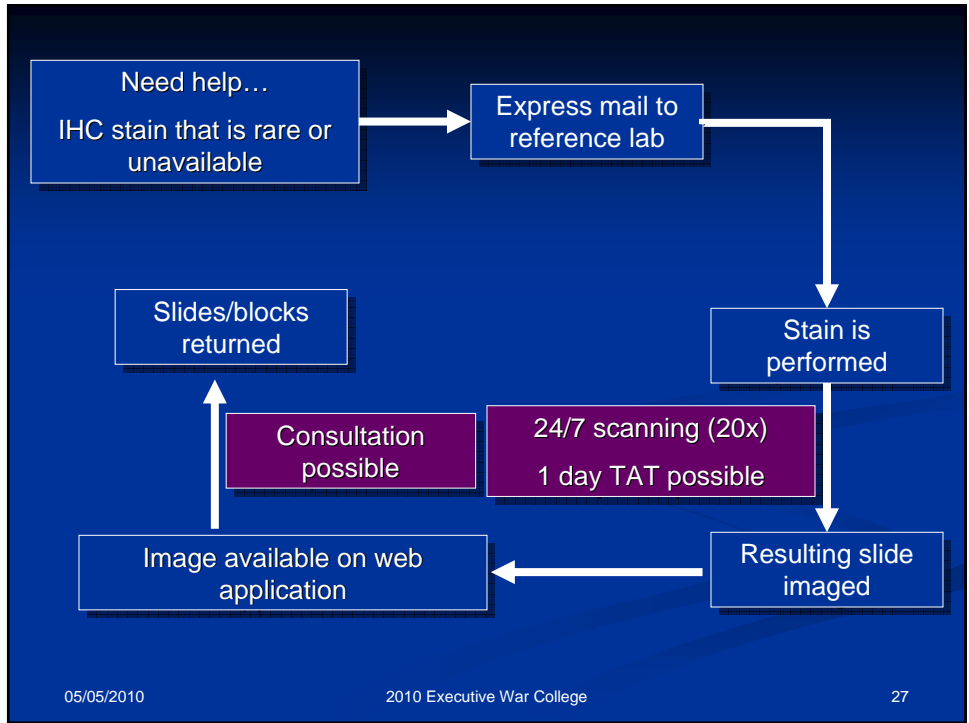 Need help…
IHC stain that is rare or
unavailable
Express mail to
reference lab
Stain is
performed
Slides/blocks
returned
Consultation
possible
24/7 scanning (20x)
1 day TAT possible
Image available on web
application
Resulting slide
imaged
05/05/2010
2010 Executive War College
27